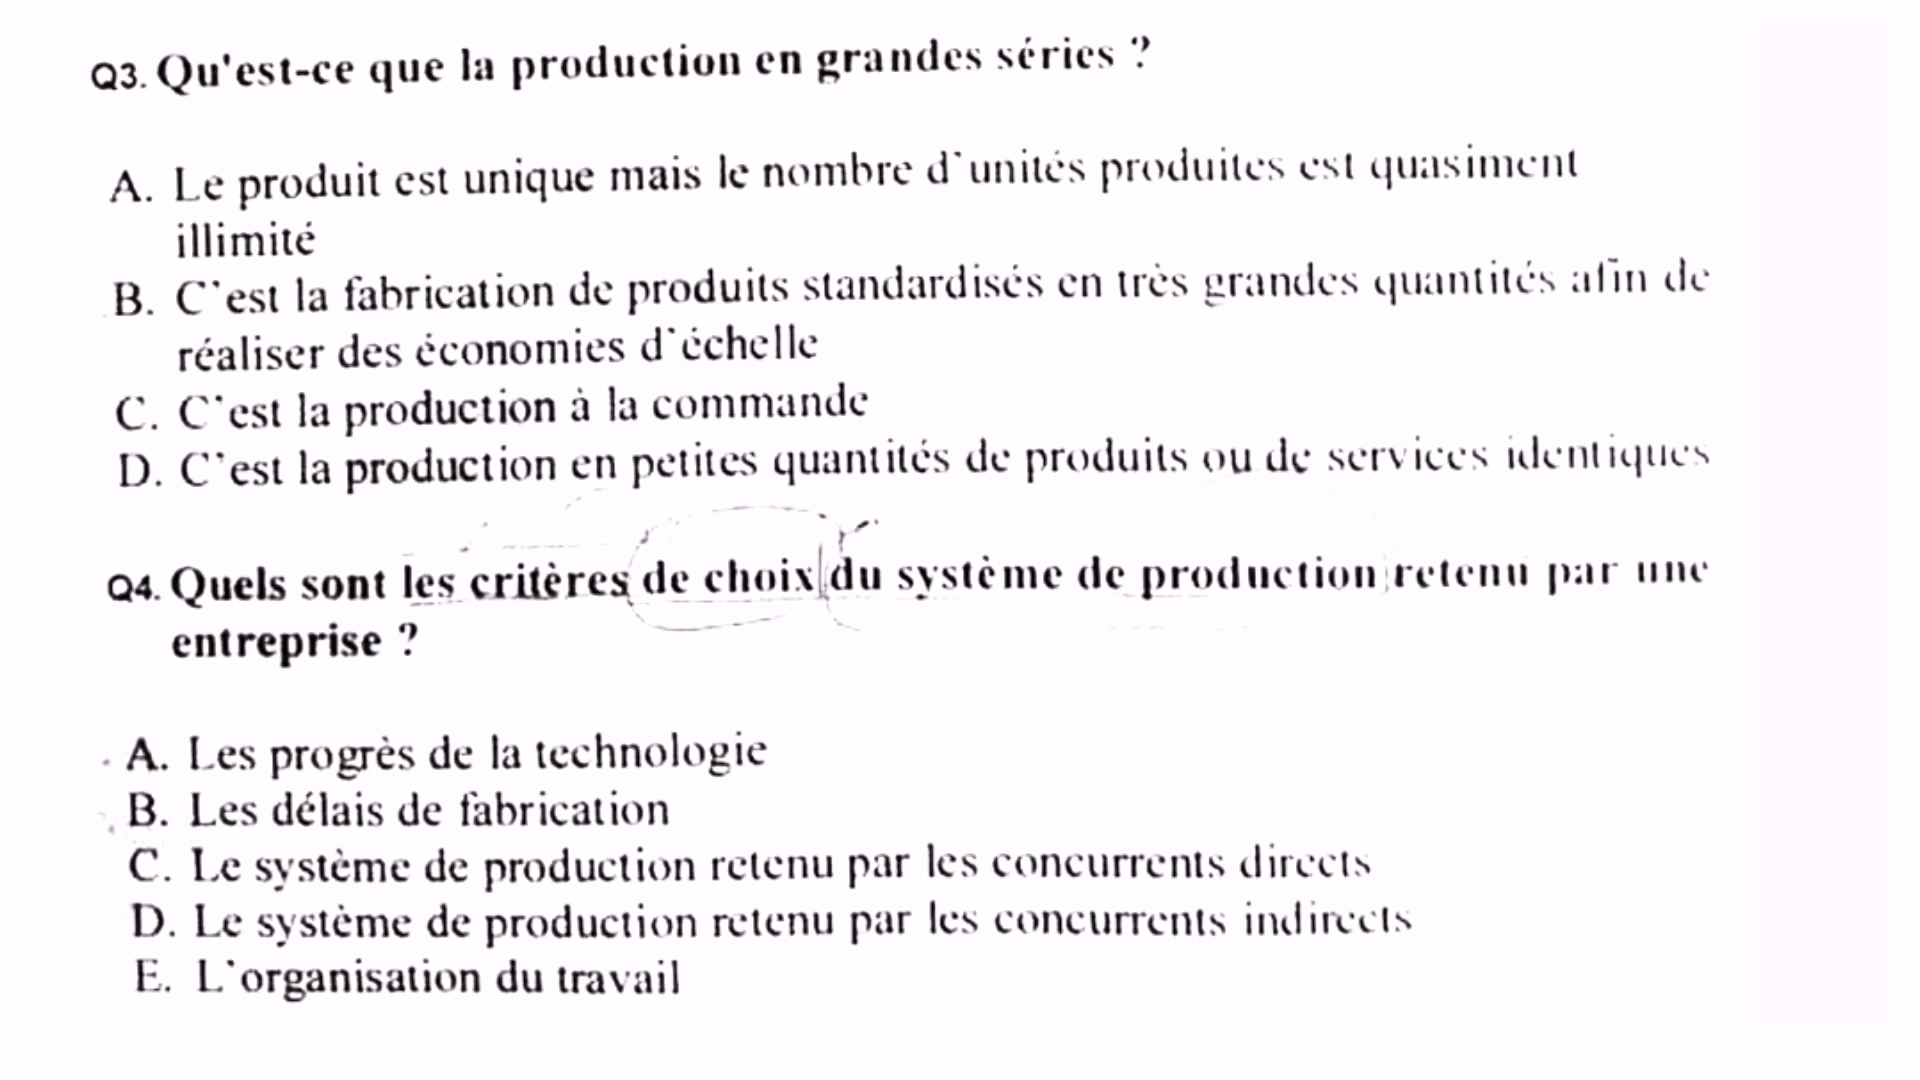 Q3. Qu'est-ce que la production en grandes séries ?
A. Le produit est unique mais le nombre d'unités produites est quasiment
illimité
B. C'est la fabrication de produits standardisés en très grandes quantités afin de
réaliser des économies d'échelle
C. C'est la production à la commande
D. C'est la production en petites quantités de produits ou de services identiques
Q4. Quels sont les critères de choix du système de production retenu par une
entreprise ?
A. Les progrès de la technologie
B. Les délais de fabrication
C. Le système de production retenu par les concurrents directs
D. Le système de production retenu par les concurrents indirects
E. L'organisation du travail